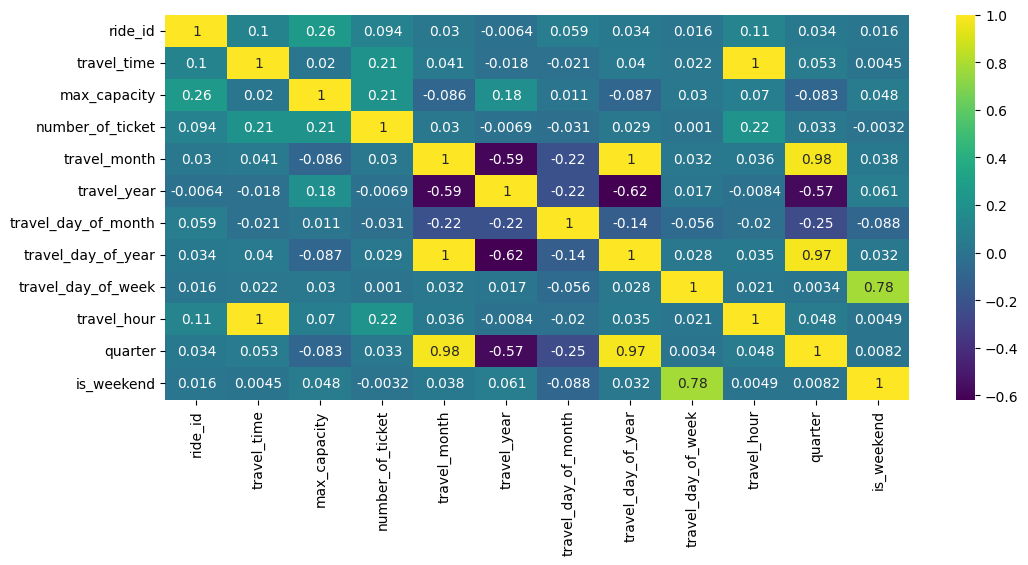 ride_id 1 0.1 0.26 0.094 0.03 -0.0064 0.059 0.034 0.016 0.11 0.034 0.016
travel_time 0.1 1 0.02 0.21 0.041 -0.018 -0.021 0.04 0.022 1 0.053 0.0045
max_capacity 0.26 0.02 1 0.21 -0.086 0.18 0.011 -0.087 0.03 0.07 -0.083 0.048
number_of_ticket 0.094 0.21 0.21 1 0.03 -0.0069 -0.031 0.029 0.001 0.22 0.033 -0.0032
travel_month 0.03 0.041 -0.086 0.03 1 -0.59 -0.22 1 0.032 0.036 0.98 0.038
travel_year -0.0064 -0.018 0.18 -0.0069 -0.59 1 -0.22 -0.62 0.017 -0.0084 -0.57 0.061
travel_day_of_month 0.059 -0.021 0.011 -0.031 -0.22 -0.22 1 -0.14 -0.056 -0.02 -0.25 -0.088
travel_day_of_year 0.034 0.04 -0.087 0.029 1 -0.62 -0.14 1 0.028 0.035 0.97 0.032
travel_day_of_week 0.016 0.022 0.03 0.001 0.032 0.017 -0.056 0.028 1 0.021 0.0034 0.78
travel_hour 0.11 1 0.07 0.22 0.036 -0.0084 -0.02 0.035 0.021 1 0.048 0.0049
quarter 0.034 0.053 -0.083 0.033 0.98 -0.57 -0.25 0.97 0.0034 0.048 1 0.0082
is_weekend 0.016 0.0045 0.048 -0.0032 0.038 0.061 -0.088 0.032 0.78 0.0049 0.0082 1
ride_id
travel_time
max_capacity
number_of_ticket
travel_month
travel_year
travel_day_of_month
travel_day_of_year
travel_day_of_week
travel_hour
quarter
is_weekend
1.0
0.8
0.6
0.4
0.2
0.0
−0.2
−0.4
−0.6